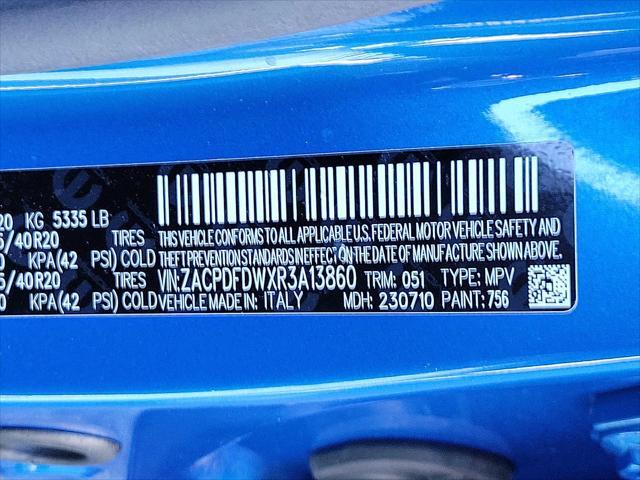 20 KG 5335 LB
5/40R20 TIRES THIS VEHICLE CONFORMS TO ALL APPLICABLE U.S. FEDERAL MOTOR VEHICLE SAFETY AND
0 KPA(42 PSI) COLD THEFT PREVENTION STANDARDS IN EFFECT ON THE DATE OF MANUFACTURE SHOWN ABOVE.
5/40R20 TIRES VIN:ZACPDFDWXR3A13860 TRIM: 051 TYPE: MPV
0 KPA(42 PSI) COLD VEHICLE MADE IN: ITALY MDH: 230710 PAINT: 756